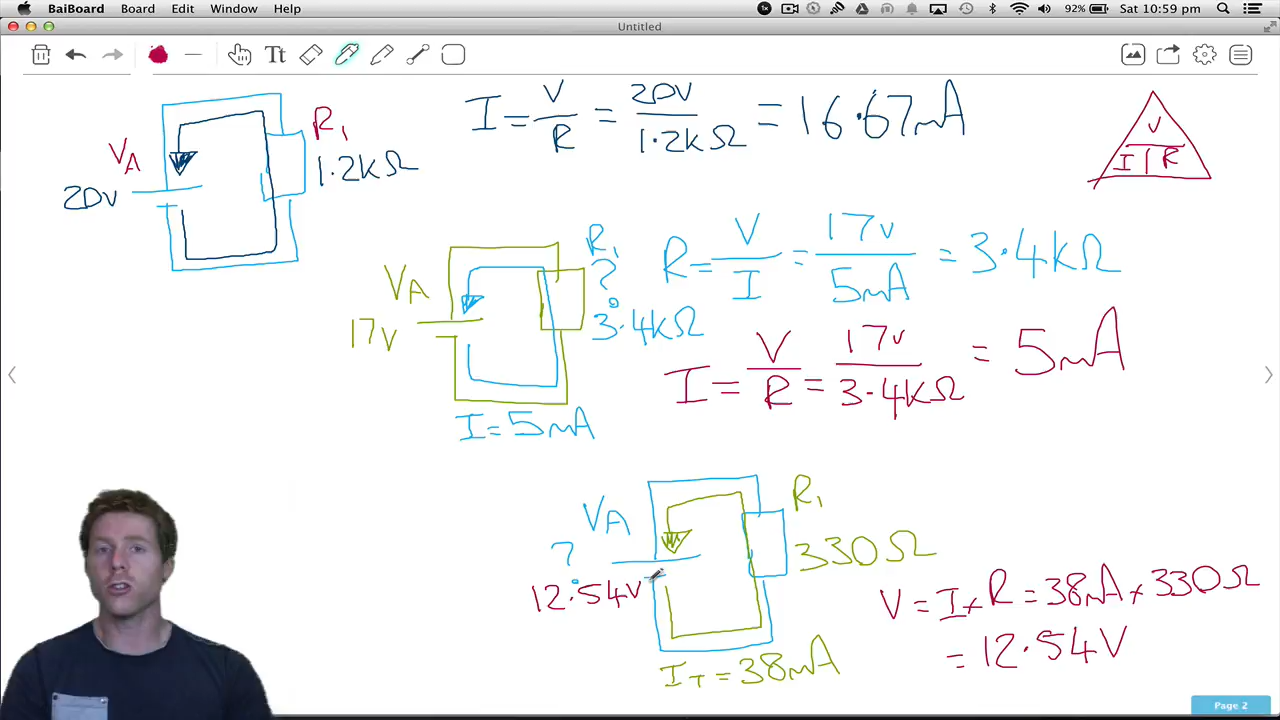 BaiBoard Board Edit Window Help 92% Sat 10:59 pm
Untitled
Tt
I = V/R = 20V/1.2kΩ = 16.67mA
V
I | R
R1
VA
1.2kΩ
20V
R = V/I = 17V/5mA = 3.4kΩ
R1
?
VA
3.4kΩ
17V
I = V/R = 17V/3.4kΩ = 5mA
I = 5mA
R1
VA
?
330Ω
12.54V
V = I × R = 38mA × 330Ω
= 12.54V
IT = 38mA
Page 2